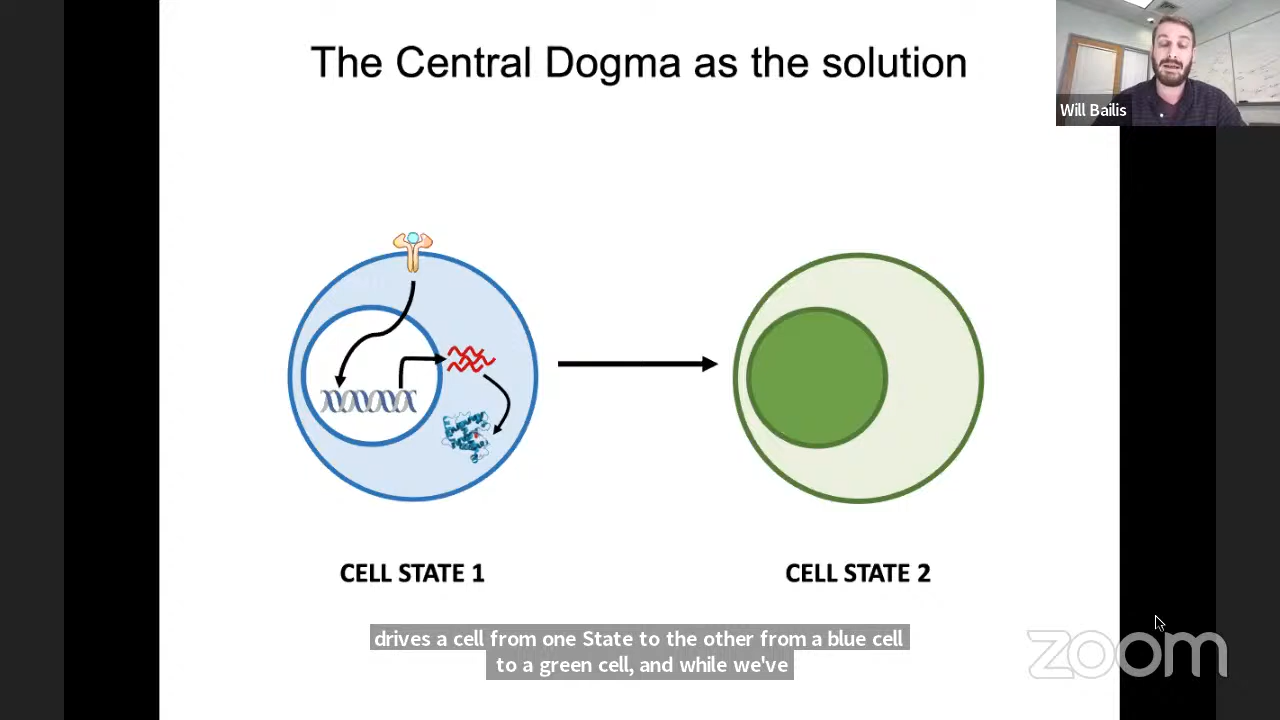 The Central Dogma as the solution
Will Bailis
CELL STATE 1
CELL STATE 2
drives a cell from one State to the other from a blue cell
to a green cell, and while we've
zoom